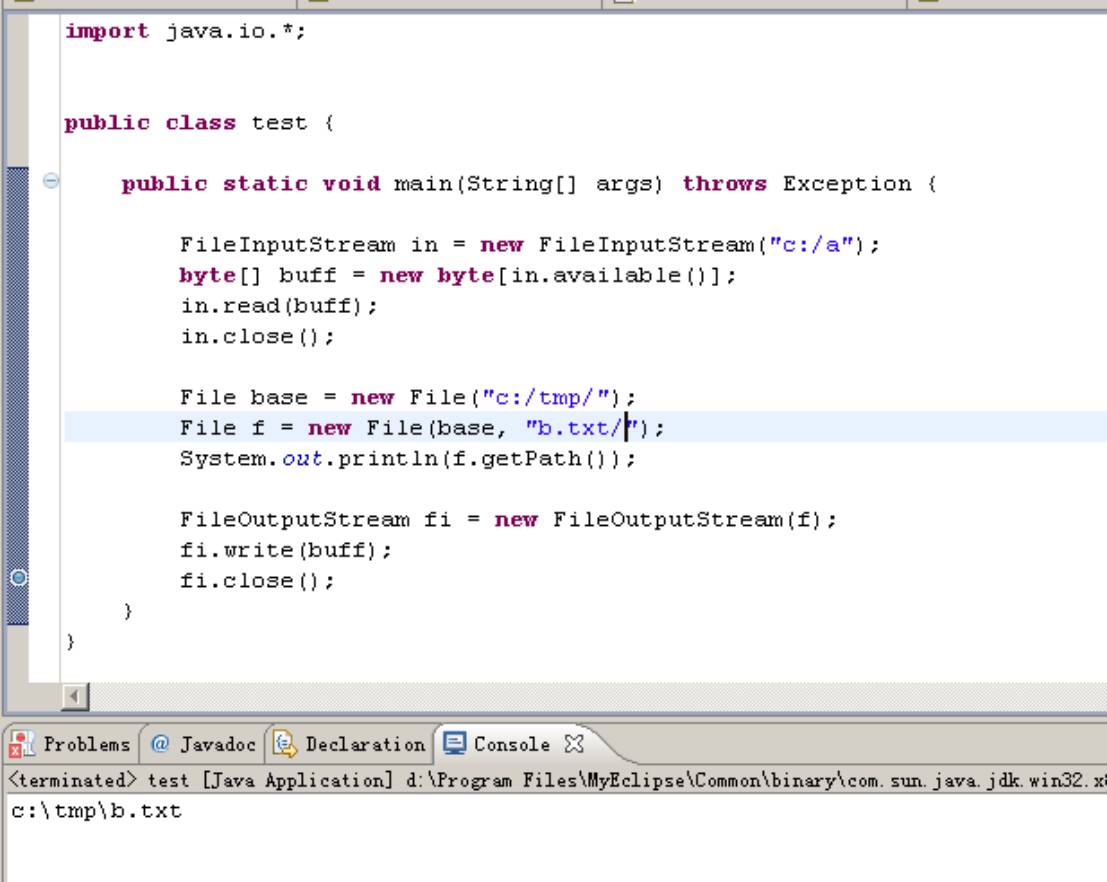 import java.io.*;
public class test {
public static void main(String[] args) throws Exception {
FileInputStream in = new FileInputStream("c:/a");
byte[] buff = new byte[in.available()];
in.read(buff);
in.close();
File base = new File("c:/tmp/");
File f = new File(base, "b.txt/");
System.out.println(f.getPath());
FileOutputStream fi = new FileOutputStream(f);
fi.write(buff);
fi.close();
}
}
Problems @ Javadoc Declaration Console
<terminated> test [Java Application] d:\Program Files\MyEclipse\Common\binary\com.sun.java.jdk.win32.x
c:\tmp\b.txt